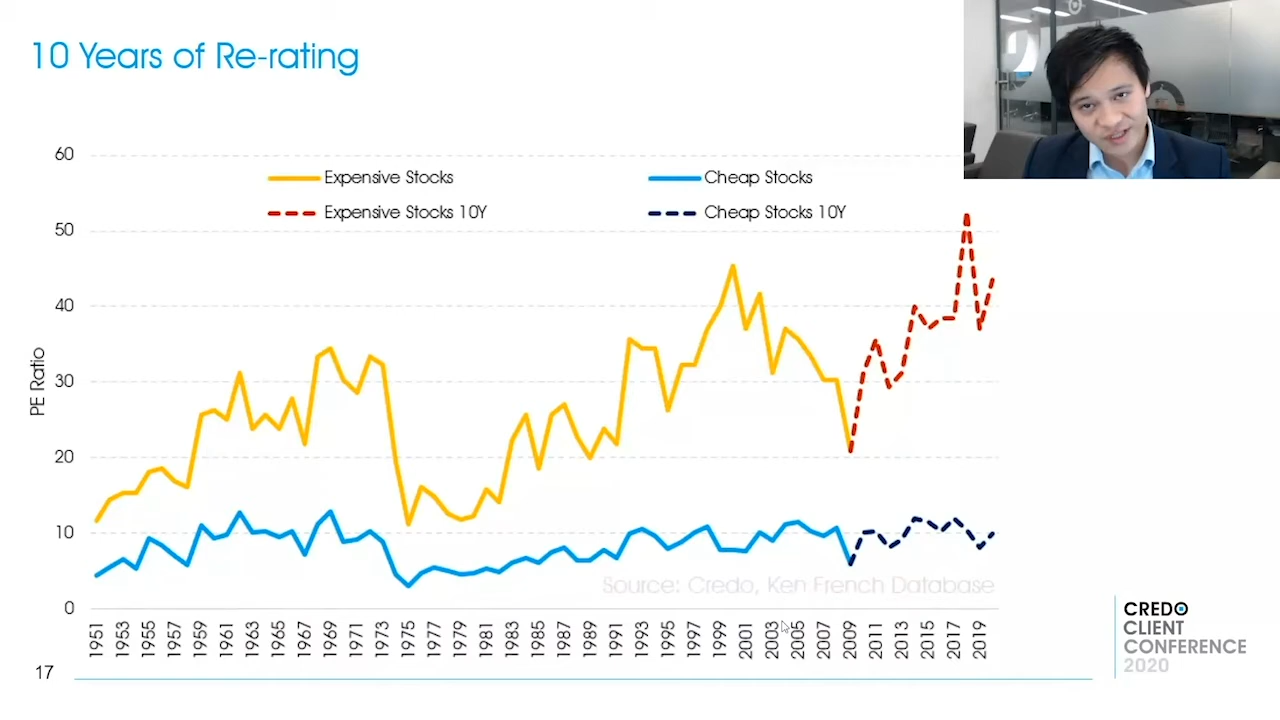 10 Years of Re-rating
60
50
40
30
20
10
0
PE Ratio
Expensive Stocks
Cheap Stocks
Expensive Stocks 10Y
Cheap Stocks 10Y
Source: Credo, Ken French Database
1951 1953 1955 1957 1959 1961 1963 1965 1967 1969 1971 1973 1975 1977 1979 1981 1983 1985 1987 1989 1991 1993 1995 1997 1999 2001 2003 2005 2007 2009 2011 2013 2015 2017 2019
17
CREDO
CLIENT
CONFERENCE
2020